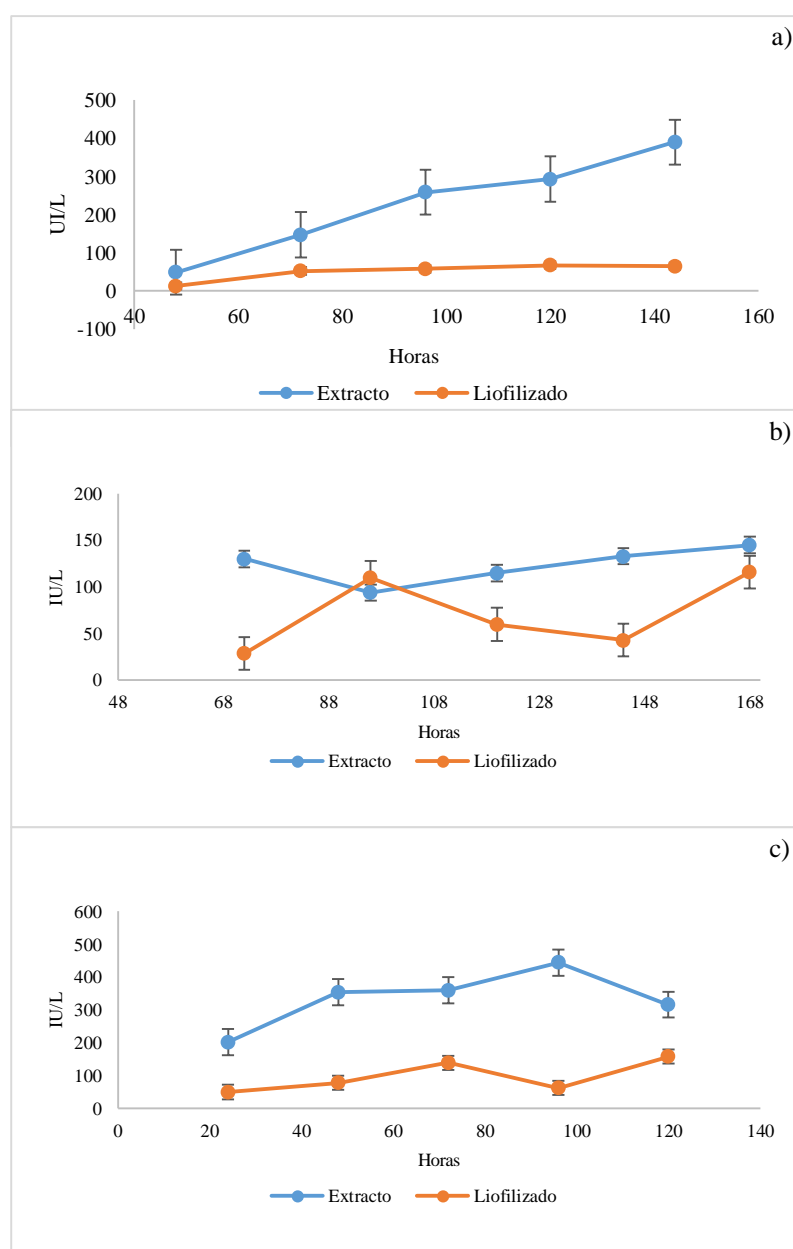 a)
500
400
300
200
100
0
-100
UI/L
40 60 80 100 120 140 160
Horas
Extracto Liofilizado
b)
200
150
100
50
0
IU/L
48 68 88 108 128 148 168
Horas
Extracto Liofilizado
c)
600
500
400
300
200
100
0
IU/L
0 20 40 60 80 100 120 140
Horas
Extracto Liofilizado